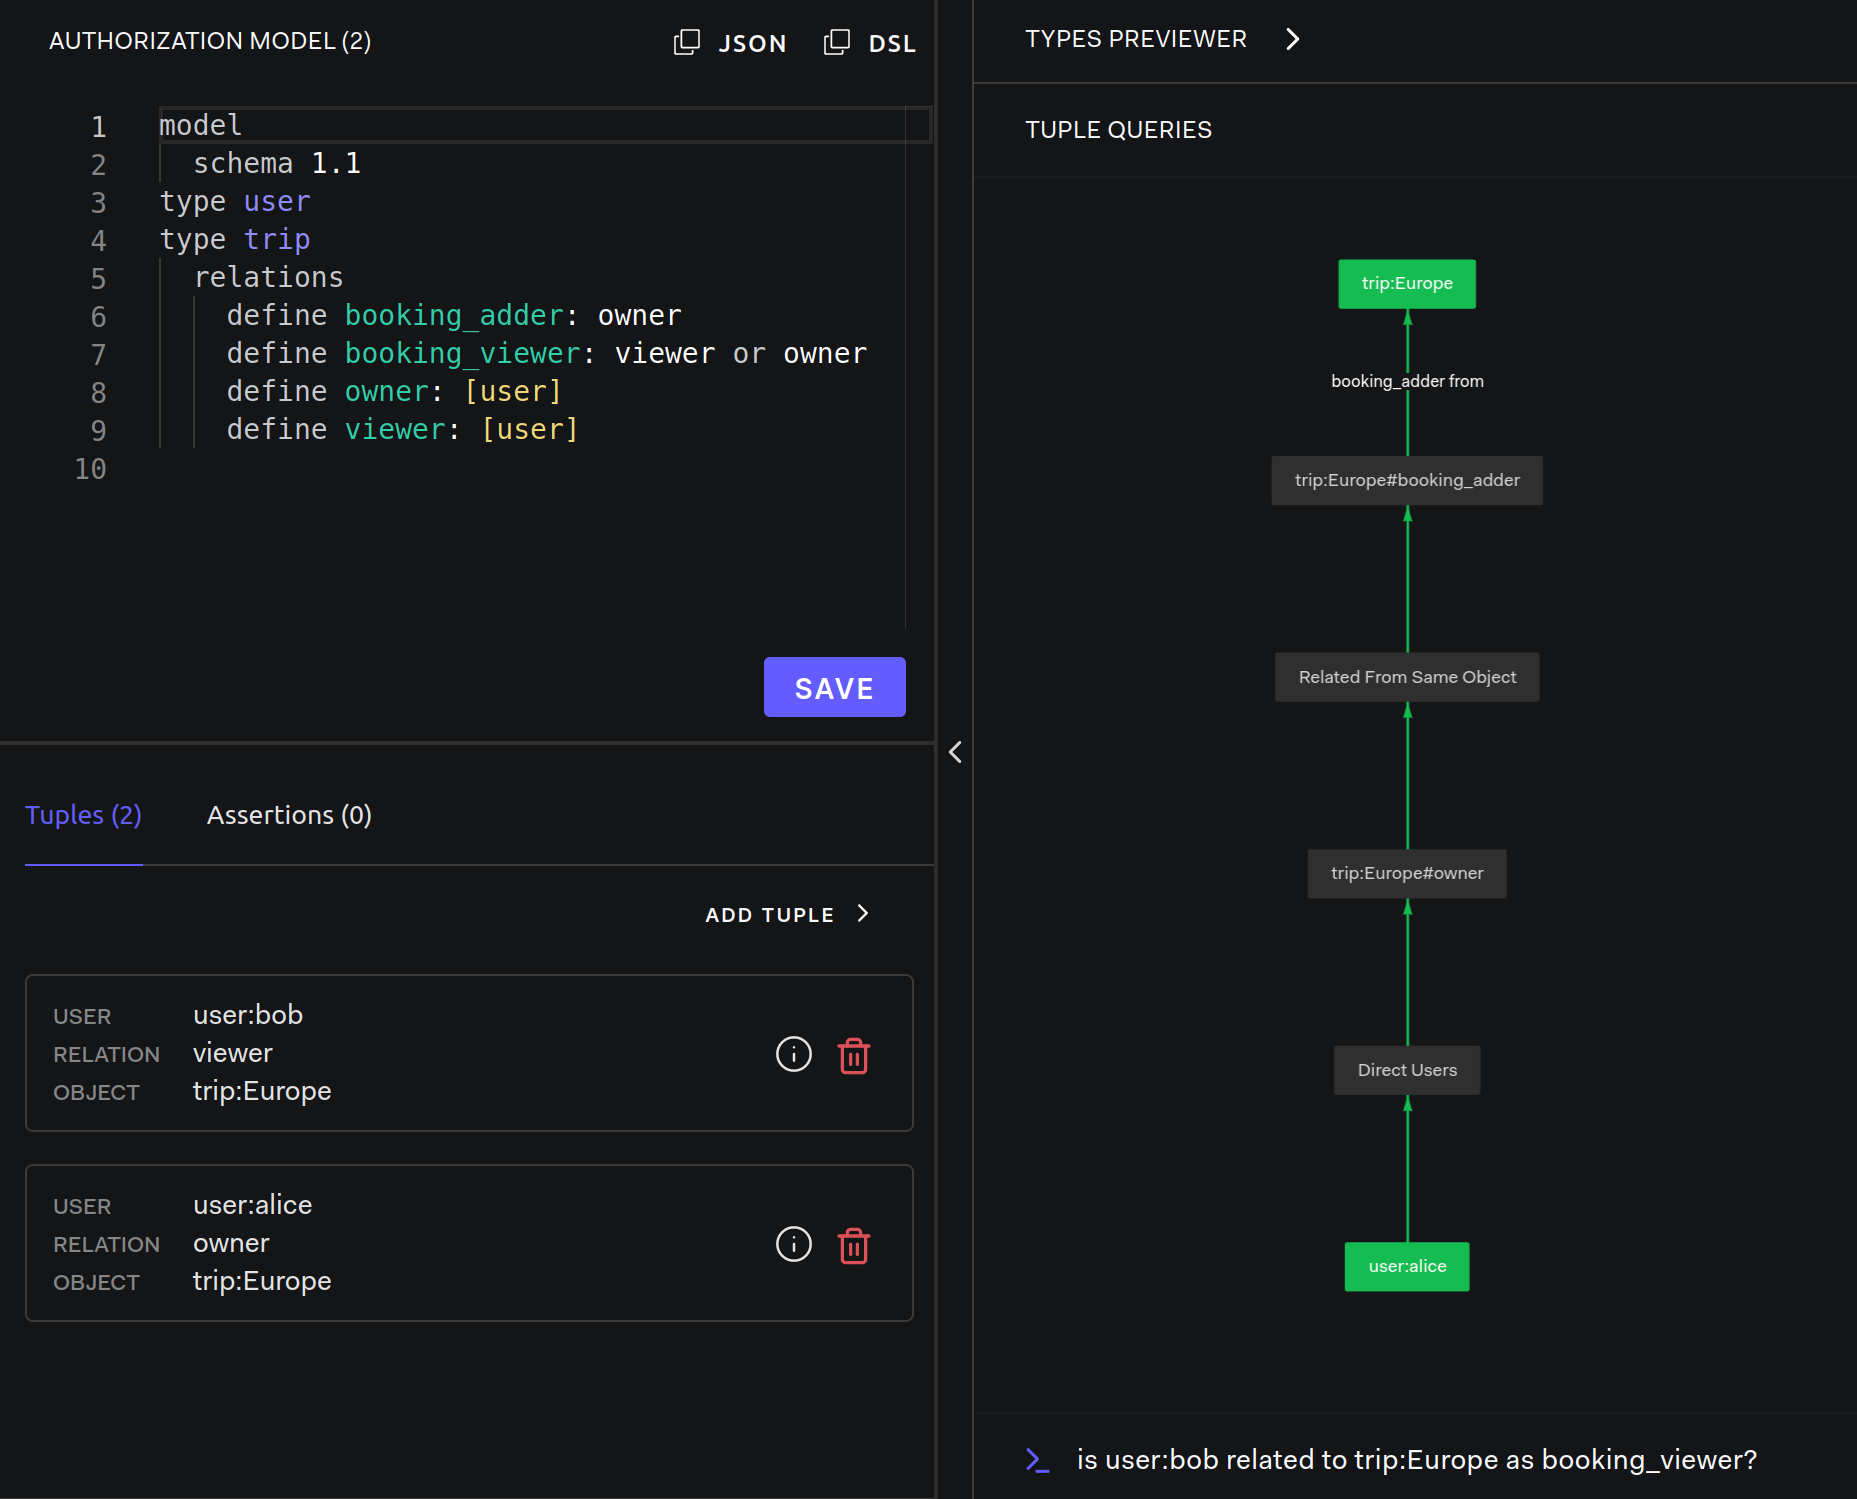 AUTHORIZATION MODEL (2)
JSON
DSL
1 model
2 schema 1.1
3 type user
4 type trip
5 relations
6 define booking_adder: owner
7 define booking_viewer: viewer or owner
8 define owner: [user]
9 define viewer: [user]
10
SAVE
Tuples (2)
Assertions (0)
ADD TUPLE
USER user:bob
RELATION viewer
OBJECT trip:Europe
USER user:alice
RELATION owner
OBJECT trip:Europe
TYPES PREVIEWER
TUPLE QUERIES
trip:Europe
booking_adder from
trip:Europe#booking_adder
Related From Same Object
trip:Europe#owner
Direct Users
user:alice
is user:bob related to trip:Europe as booking_viewer?